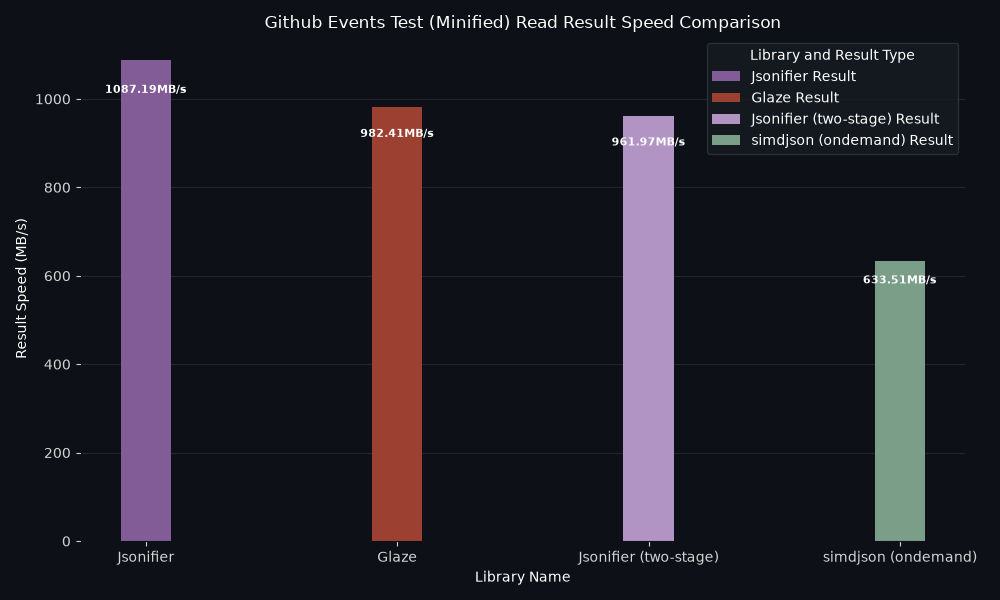 Github Events Test (Minified) Read Result Speed Comparison
Library and Result Type
Jsonifier Result
Glaze Result
Jsonifier (two-stage) Result
simdjson (ondemand) Result
1087.19MB/s
982.41MB/s
961.97MB/s
633.51MB/s
Result Speed (MB/s)
1000
800
600
400
200
0
Jsonifier
Glaze
Jsonifier (two-stage)
simdjson (ondemand)
Library Name